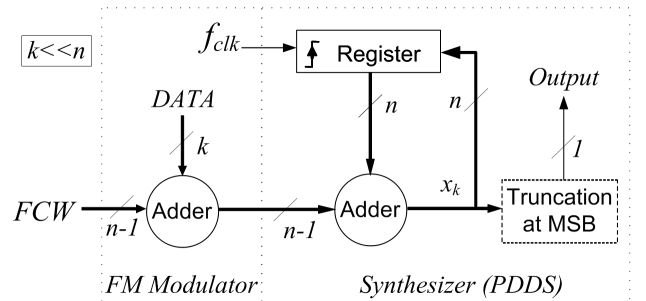 k<<n
f_clk
Register
DATA
k
n
n
Output
1
FCW
n-1
Adder
n-1
Adder
x_k
Truncation
at MSB
FM Modulator
Synthesizer (PDDS)